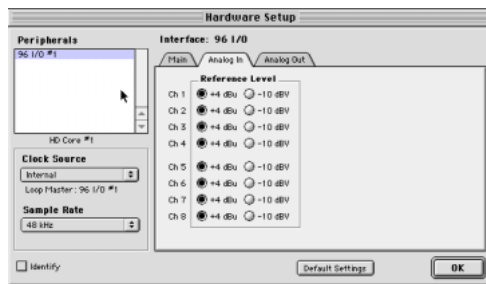 Hardware Setup
Peripherals
96 I/O #1
HD Core #1
Clock Source
Internal
Loop Master: 96 I/O #1
Sample Rate
48 kHz
Identify
Interface: 96 I/O
Main
Analog In
Analog Out
Reference Level
Ch 1 +4 dBu -10 dBV
Ch 2 +4 dBu -10 dBV
Ch 3 +4 dBu -10 dBV
Ch 4 +4 dBu -10 dBV
Ch 5 +4 dBu -10 dBV
Ch 6 +4 dBu -10 dBV
Ch 7 +4 dBu -10 dBV
Ch 8 +4 dBu -10 dBV
Default Settings
OK